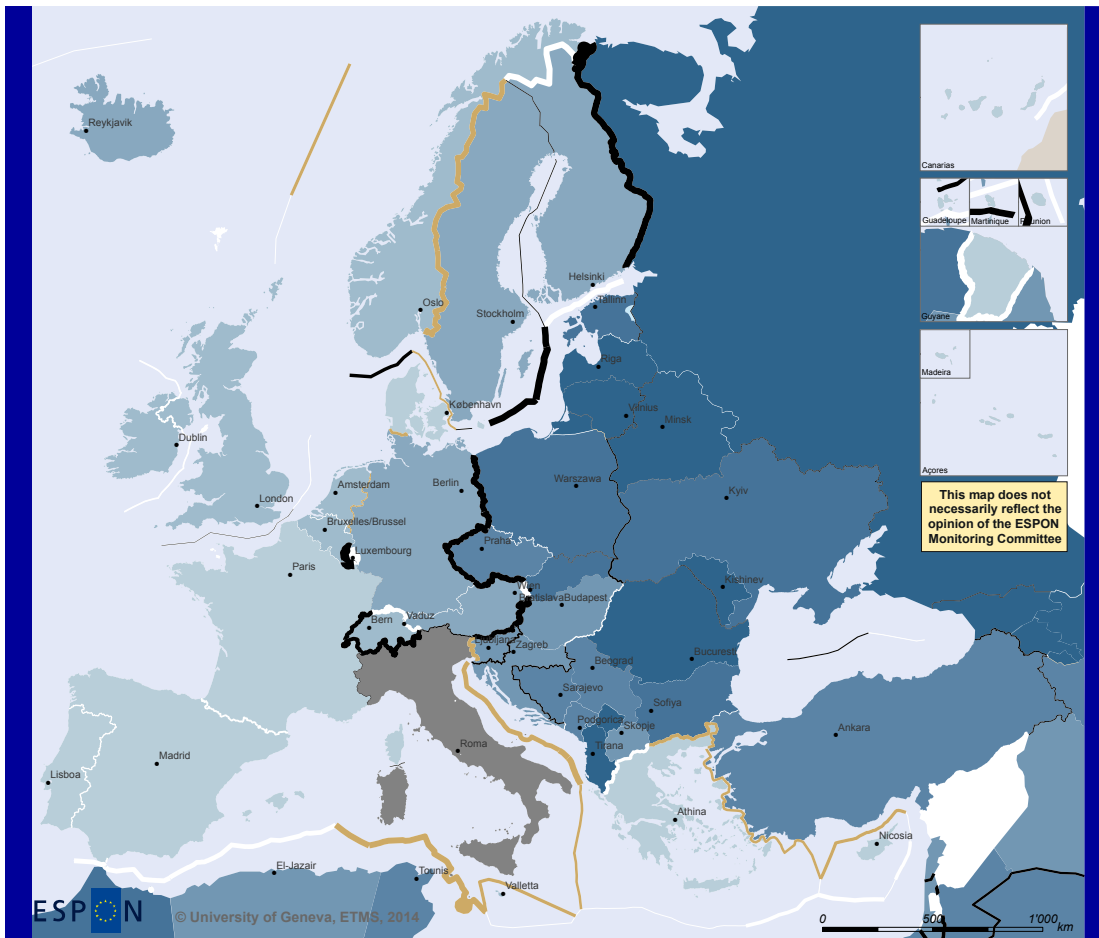 Reykjavik
Canarias
Guadeloupe
Martinique
Réunion
Oslo
Helsinki
Tallinn
Stockholm
Guyane
Riga
Madeira
København
Vilnius
Minsk
Dublin
Açores
Amsterdam
Berlin
Warszawa
Kyiv
London
This map does not
necessarily reflect the
opinion of the ESPON
Monitoring Committee
Bruxelles/Brussel
Praha
Luxembourg
Paris
Kishinev
Wien
Bratislava
Budapest
Bern
Vaduz
Ljubljana
Zagreb
Bucurest
Beograd
Sarajevo
Sofiya
Podgorica
Skopje
Ankara
Roma
Tirana
Madrid
Lisboa
Athina
Nicosia
El-Jazair
Tounis
Valletta
ESPON
© University of Geneva, ETMS, 2014
0 500 1'000 km